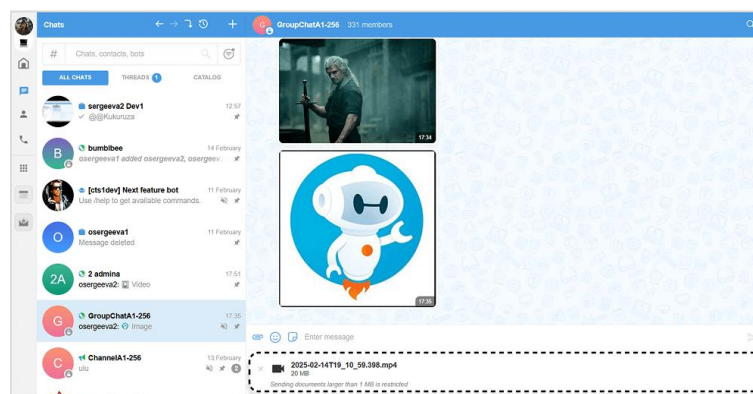 Chats
GroupChatA1-256 331 members
# Chats, contacts, bots
ALL CHATS THREADS 1 CATALOG
sergeeva2 Dev1 12:57
@@Kukuruza
B bumblbee 14 February
osergeeva1 added osergeeva2, osergeev.
[cts1dev] Next feature bot 11 February
Use /help to get available commands.
O osergeeva1 11 February
Message deleted
2A 2 admina 17:51
osergeeva2: Video
G GroupChatA1-256 17:35
osergeeva2: Image
C ChannelA1-256 13 February
uiu 2
G
17:34
17:35
Enter message
2025-02-14T19_10_59.398.mp4
20 MB
Sending documents larger than 1 MB is restricted